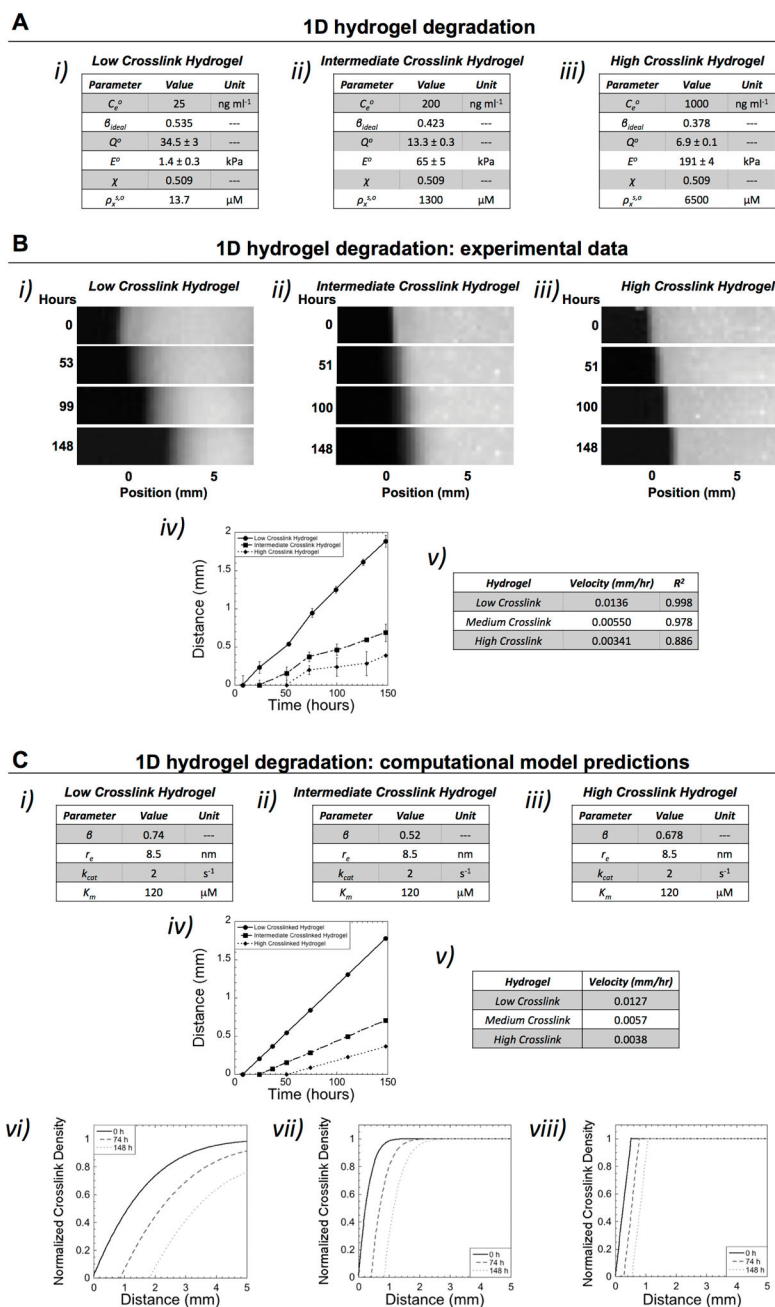 A
1D hydrogel degradation
i)
Low Crosslink Hydrogel
Parameter Value Unit
Cₑᵒ 25 ng ml⁻¹
β_ideal 0.535 ---
Qᵒ 34.5 ± 3 ---
Eᵒ 1.4 ± 0.3 kPa
χ 0.509 ---
ρₓˢ˒ᵒ 13.7 µM
ii)
Intermediate Crosslink Hydrogel
Parameter Value Unit
Cₑᵒ 200 ng ml⁻¹
β_ideal 0.423 ---
Qᵒ 13.3 ± 0.3 ---
Eᵒ 65 ± 5 kPa
χ 0.509 ---
ρₓˢ˒ᵒ 1300 µM
iii)
High Crosslink Hydrogel
Parameter Value Unit
Cₑᵒ 1000 ng ml⁻¹
β_ideal 0.378 ---
Qᵒ 6.9 ± 0.1 ---
Eᵒ 191 ± 4 kPa
χ 0.509 ---
ρₓˢ˒ᵒ 6500 µM
B
1D hydrogel degradation: experimental data
i)
Low Crosslink Hydrogel
Hours
0
53
99
148
0 5
Position (mm)
ii)
Intermediate Crosslink Hydrogel
Hours
0
51
100
148
0 5
Position (mm)
iii)
High Crosslink Hydrogel
Hours
0
51
100
148
0 5
Position (mm)
iv)
Low Crosslink Hydrogel
Intermediate Crosslink Hydrogel
High Crosslink Hydrogel
Distance (mm)
2
1.5
1
0.5
0
0 50 100 150
Time (hours)
v)
Hydrogel Velocity (mm/hr) R²
Low Crosslink 0.0136 0.998
Medium Crosslink 0.00550 0.978
High Crosslink 0.00341 0.886
C
1D hydrogel degradation: computational model predictions
i)
Low Crosslink Hydrogel
Parameter Value Unit
β 0.74 ---
rₑ 8.5 nm
k_cat 2 s⁻¹
K_m 120 µM
ii)
Intermediate Crosslink Hydrogel
Parameter Value Unit
β 0.52 ---
rₑ 8.5 nm
k_cat 2 s⁻¹
K_m 120 µM
iii)
High Crosslink Hydrogel
Parameter Value Unit
β 0.678 ---
rₑ 8.5 nm
k_cat 2 s⁻¹
K_m 120 µM
iv)
Low Crosslinked Hydrogel
Intermediate Crosslinked Hydrogel
High Crosslinked Hydrogel
Distance (mm)
2
1.5
1
0.5
0
0 50 100 150
Time (hours)
v)
Hydrogel Velocity (mm/hr)
Low Crosslink 0.0127
Medium Crosslink 0.0057
High Crosslink 0.0038
vi)
Normalized Crosslink Density
0 h
74 h
148 h
1
0.8
0.6
0.4
0.2
0
0 1 2 3 4 5
Distance (mm)
vii)
Normalized Crosslink Density
1
0.8
0.6
0.4
0.2
0
0 h
74 h
148 h
0 1 2 3 4 5
Distance (mm)
viii)
Normalized Crosslink Density
1
0.8
0.6
0.4
0.2
0
0 h
74 h
148 h
0 1 2 3 4 5
Distance (mm)